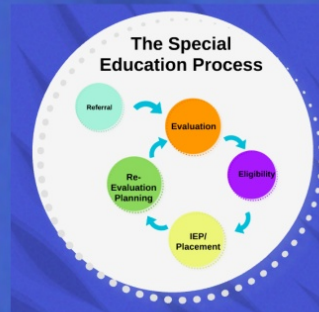 The Special
Education Process
Referral
Evaluation
Eligibility
IEP/
Placement
Re-
Evaluation
Planning